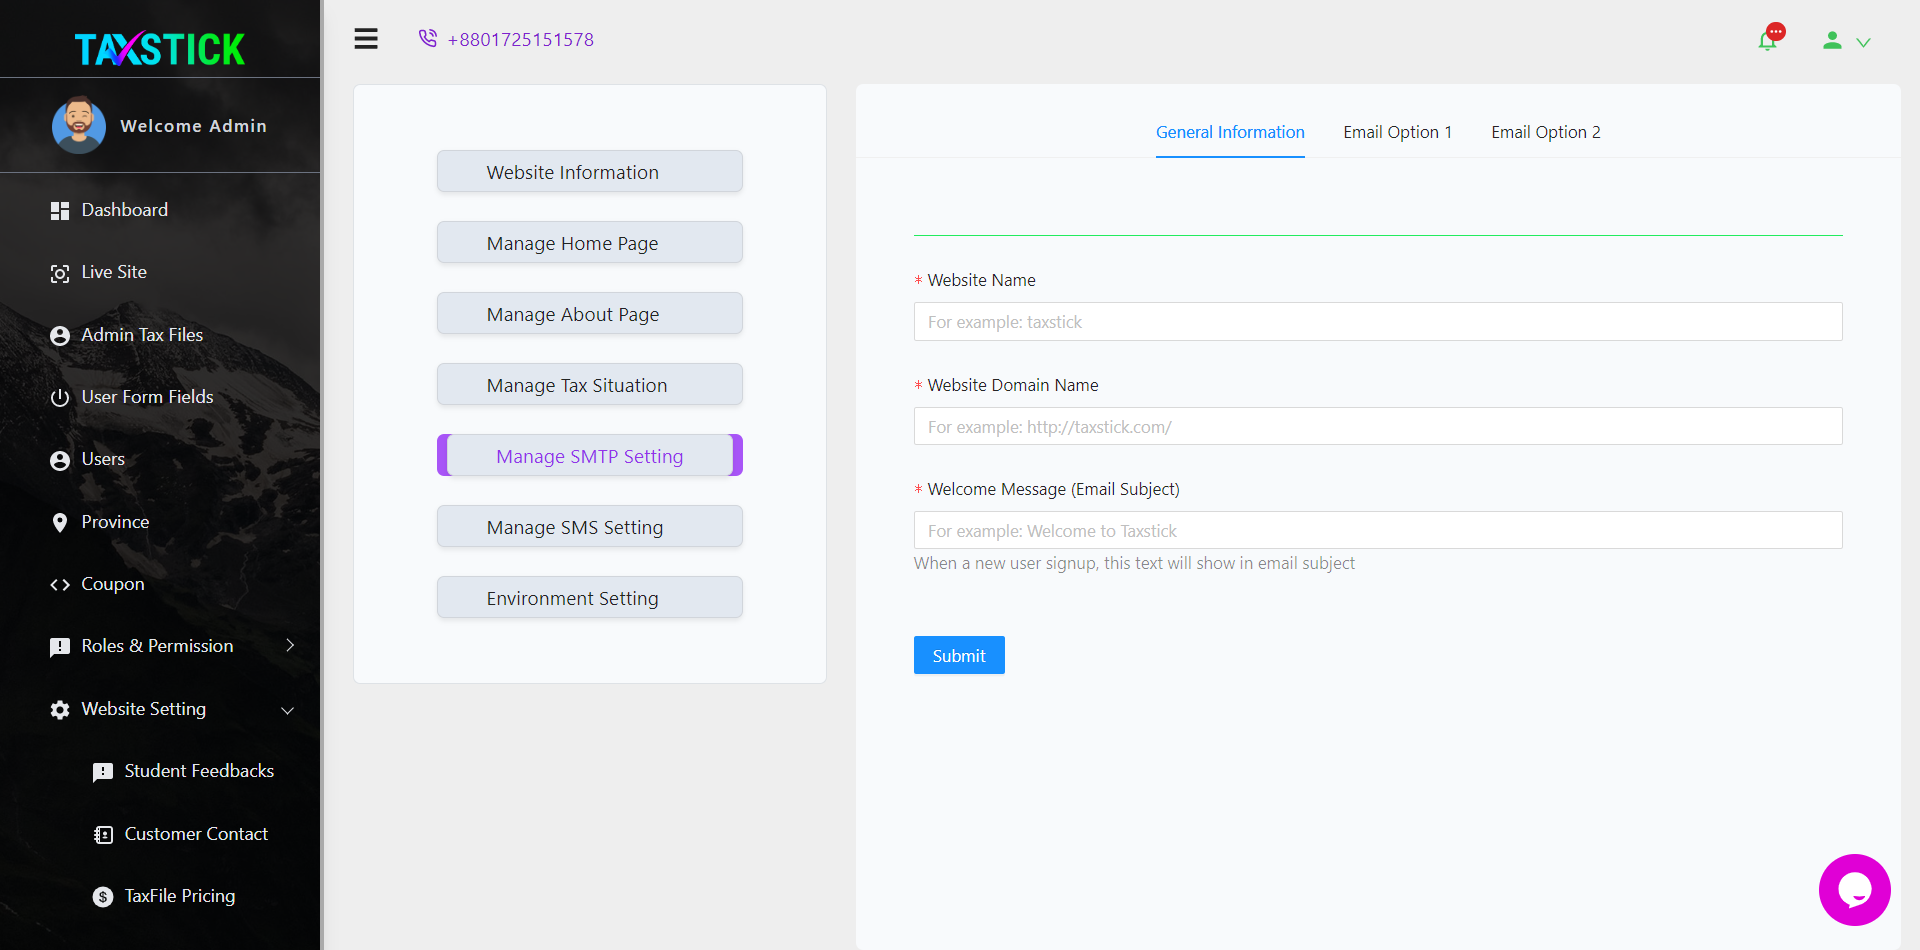 TAXSTICK
Welcome Admin
Dashboard
Live Site
Admin Tax Files
User Form Fields
Users
Province
Coupon
Roles & Permission
Website Setting
Student Feedbacks
Customer Contact
TaxFile Pricing
+8801725151578
Website Information
Manage Home Page
Manage About Page
Manage Tax Situation
Manage SMTP Setting
Manage SMS Setting
Environment Setting
General Information Email Option 1 Email Option 2
* Website Name
For example: taxstick
* Website Domain Name
For example: http://taxstick.com/
* Welcome Message (Email Subject)
For example: Welcome to Taxstick
When a new user signup, this text will show in email subject
Submit